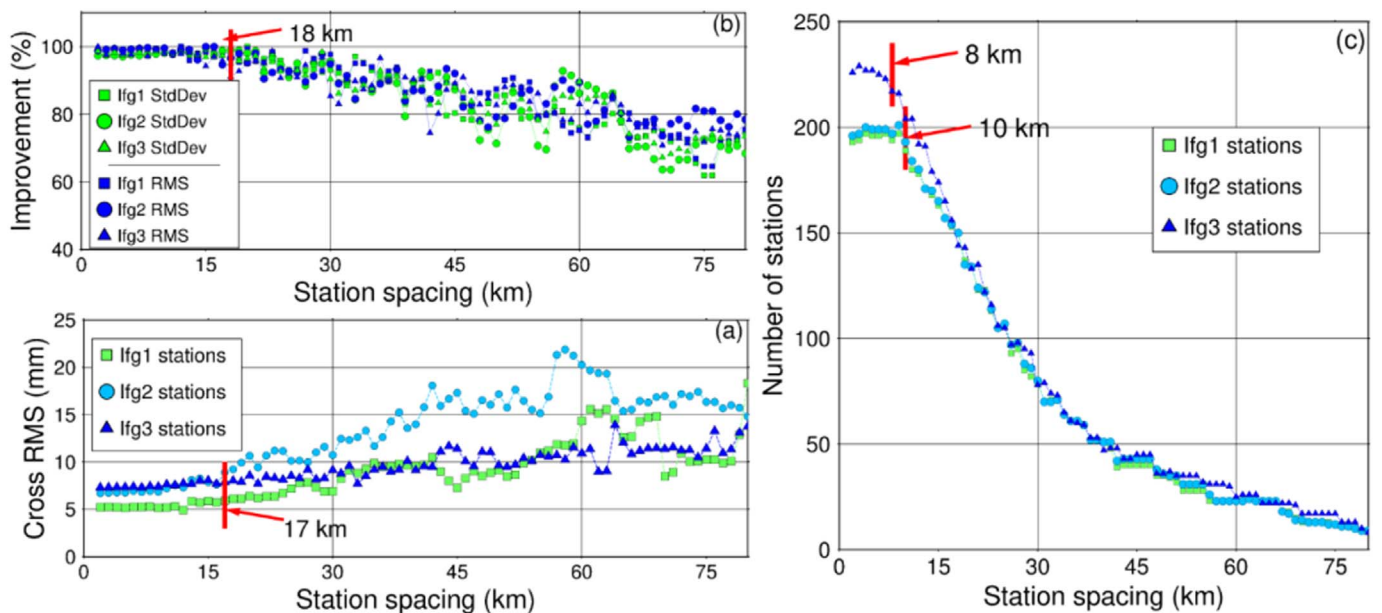 (b)
18 km
Improvement (%)
100
80
60
40
Ifg1 StdDev
Ifg2 StdDev
Ifg3 StdDev
Ifg1 RMS
Ifg2 RMS
Ifg3 RMS
0 15 30 45 60 75
Station spacing (km)
(a)
Cross RMS (mm)
25
20
15
10
5
0
Ifg1 stations
Ifg2 stations
Ifg3 stations
17 km
0 15 30 45 60 75
Station spacing (km)
(c)
8 km
10 km
Number of stations
250
200
150
100
50
0
Ifg1 stations
Ifg2 stations
Ifg3 stations
0 15 30 45 60 75
Station spacing (km)